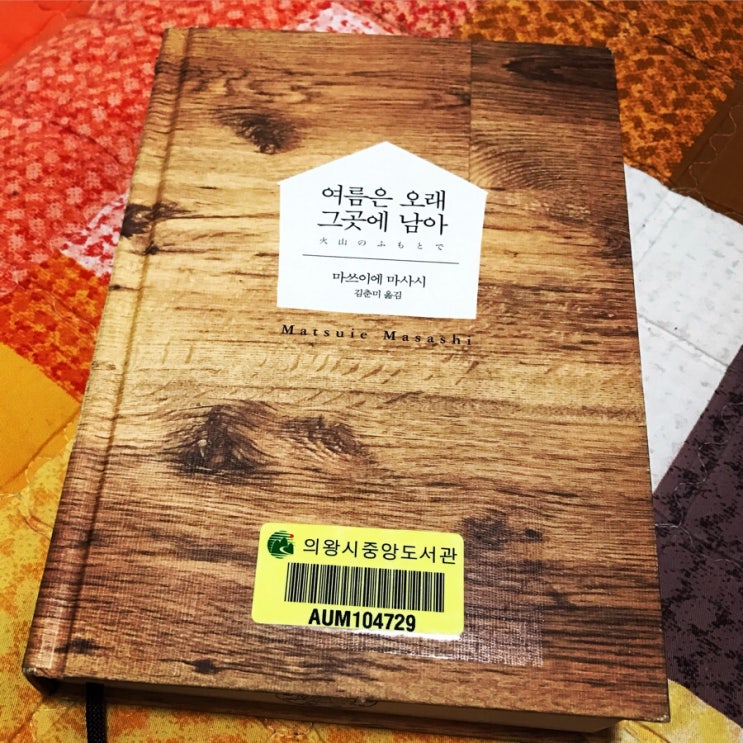 여름은 오래
그곳에 남아
火山のふもとで
마쓰이에 마사시
김춘미 옮김
Matsuie Masashi
의왕시중앙도서관
AUM104729